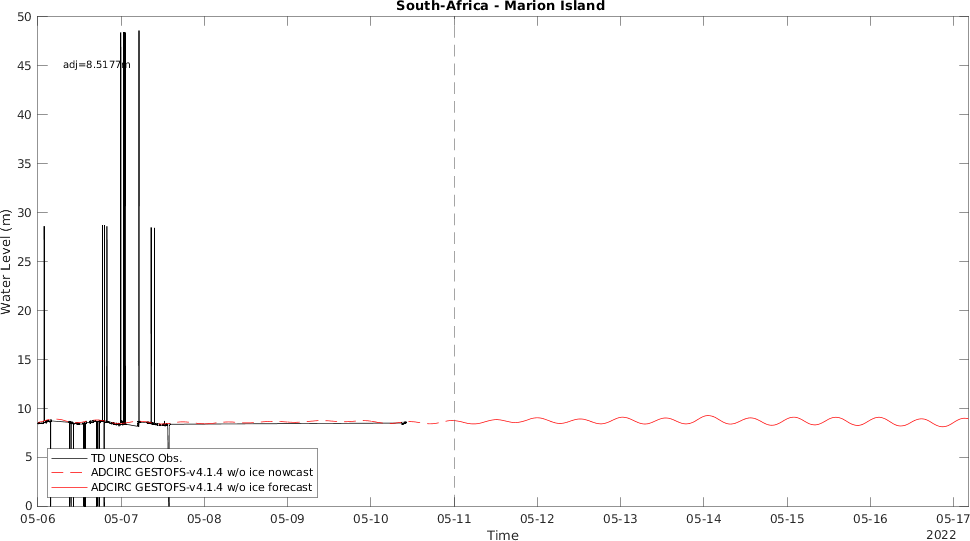 South-Africa - Marion Island
50
45
40
35
30
25
20
15
10
5
0
Water Level (m)
adj=8.5177m
TD UNESCO Obs.
ADCIRC GESTOFS-v4.1.4 w/o ice nowcast
ADCIRC GESTOFS-v4.1.4 w/o ice forecast
05-06 05-07 05-08 05-09 05-10 05-11 05-12 05-13 05-14 05-15 05-16 05-17
Time
2022